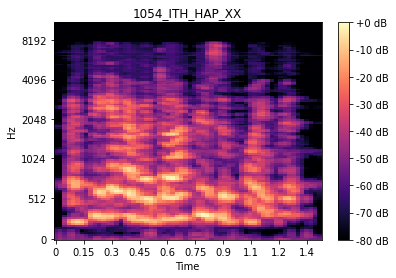 1054_ITH_HAP_XX
+0 dB
8192
-10 dB
4096
-20 dB
-30 dB
2048
Hz
-40 dB
1024
-50 dB
512
-60 dB
-70 dB
0
-80 dB
0 0.15 0.3 0.45 0.6 0.75 0.9 1.1 1.2 1.4
Time